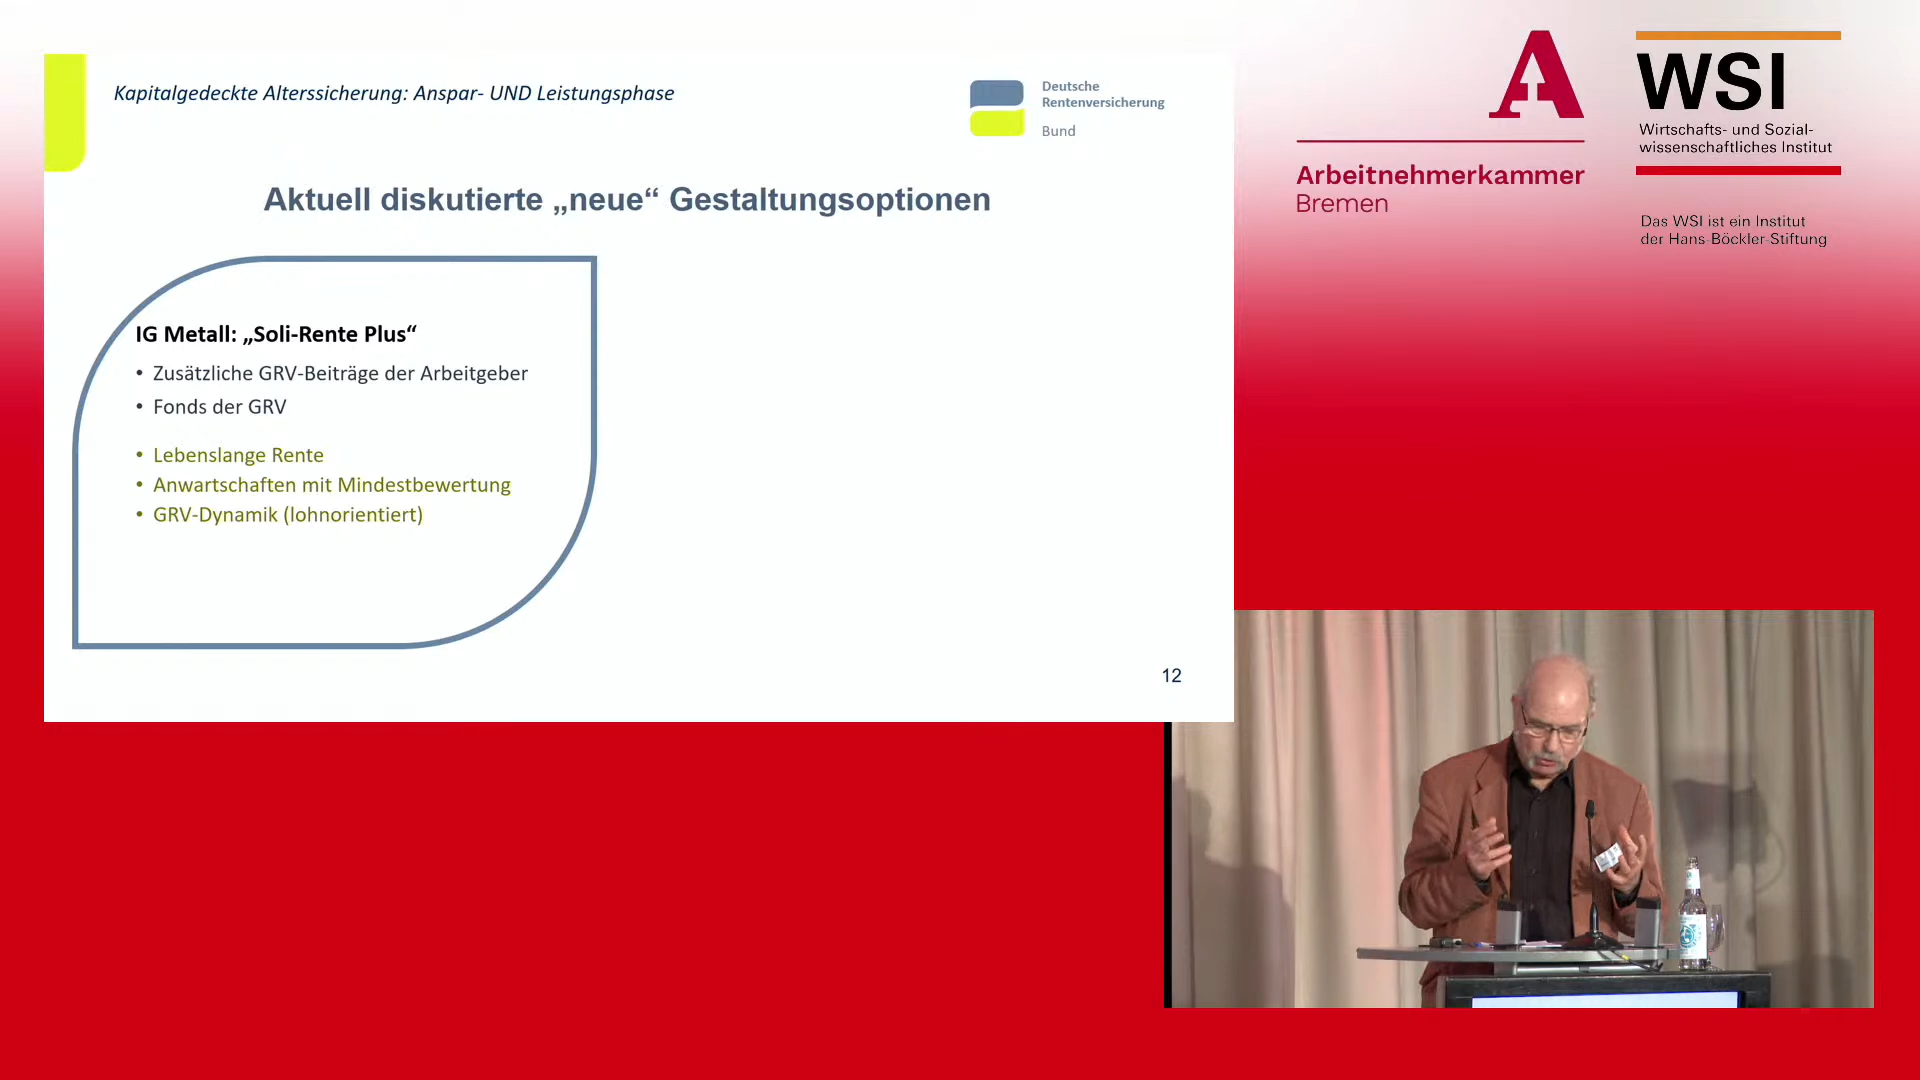 Kapitalgedeckte Alterssicherung: Anspar- UND Leistungsphase
Deutsche
Rentenversicherung
Bund
Aktuell diskutierte „neue“ Gestaltungsoptionen
IG Metall: „Soli-Rente Plus“
• Zusätzliche GRV-Beiträge der Arbeitgeber
• Fonds der GRV
• Lebenslange Rente
• Anwartschaften mit Mindestbewertung
• GRV-Dynamik (lohnorientiert)
12
A
Arbeitnehmerkammer
Bremen
WSI
Wirtschafts- und Sozial-
wissenschaftliches Institut
Das WSI ist ein Institut
der Hans-Böckler-Stiftung